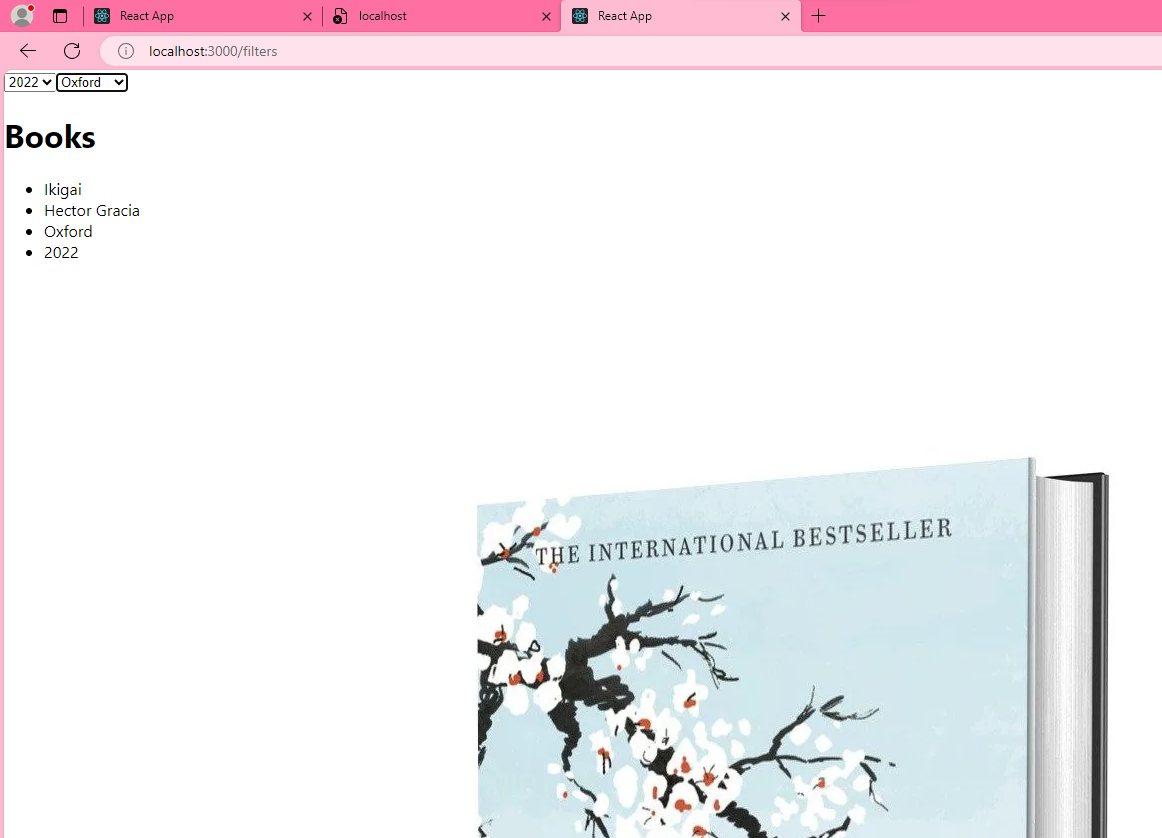 React App
localhost
React App
localhost:3000/filters
2022 Oxford
Books
Ikigai
Hector Gracia
Oxford
2022
THE INTERNATIONAL BESTSELLER